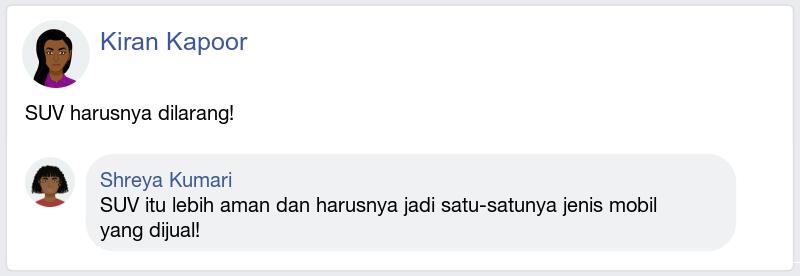 Kiran Kapoor
SUV harusnya dilarang!
Shreya Kumari
SUV itu lebih aman dan harusnya jadi satu-satunya jenis mobil
yang dijual!